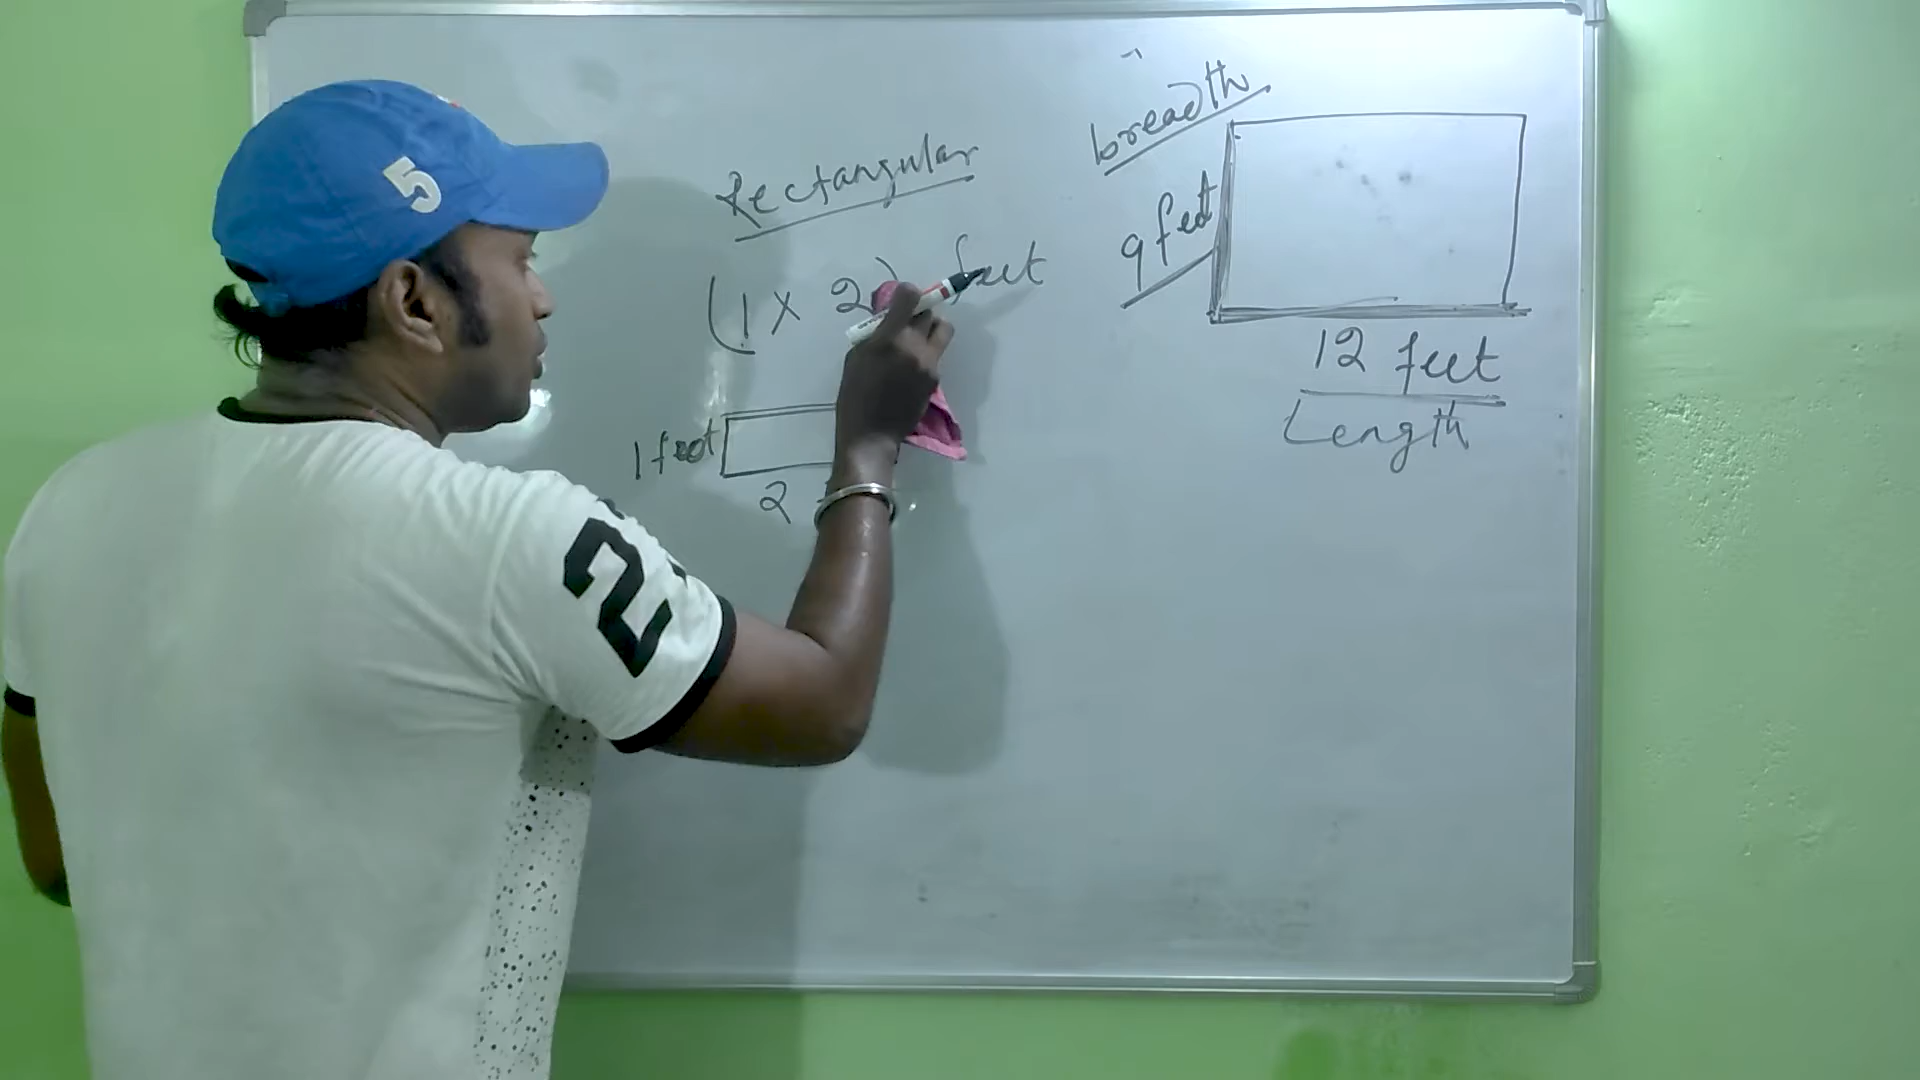 Rectangular
(1 X 2) feet
1 feet
2
breadth
9 feet
12 feet
Length
5
2